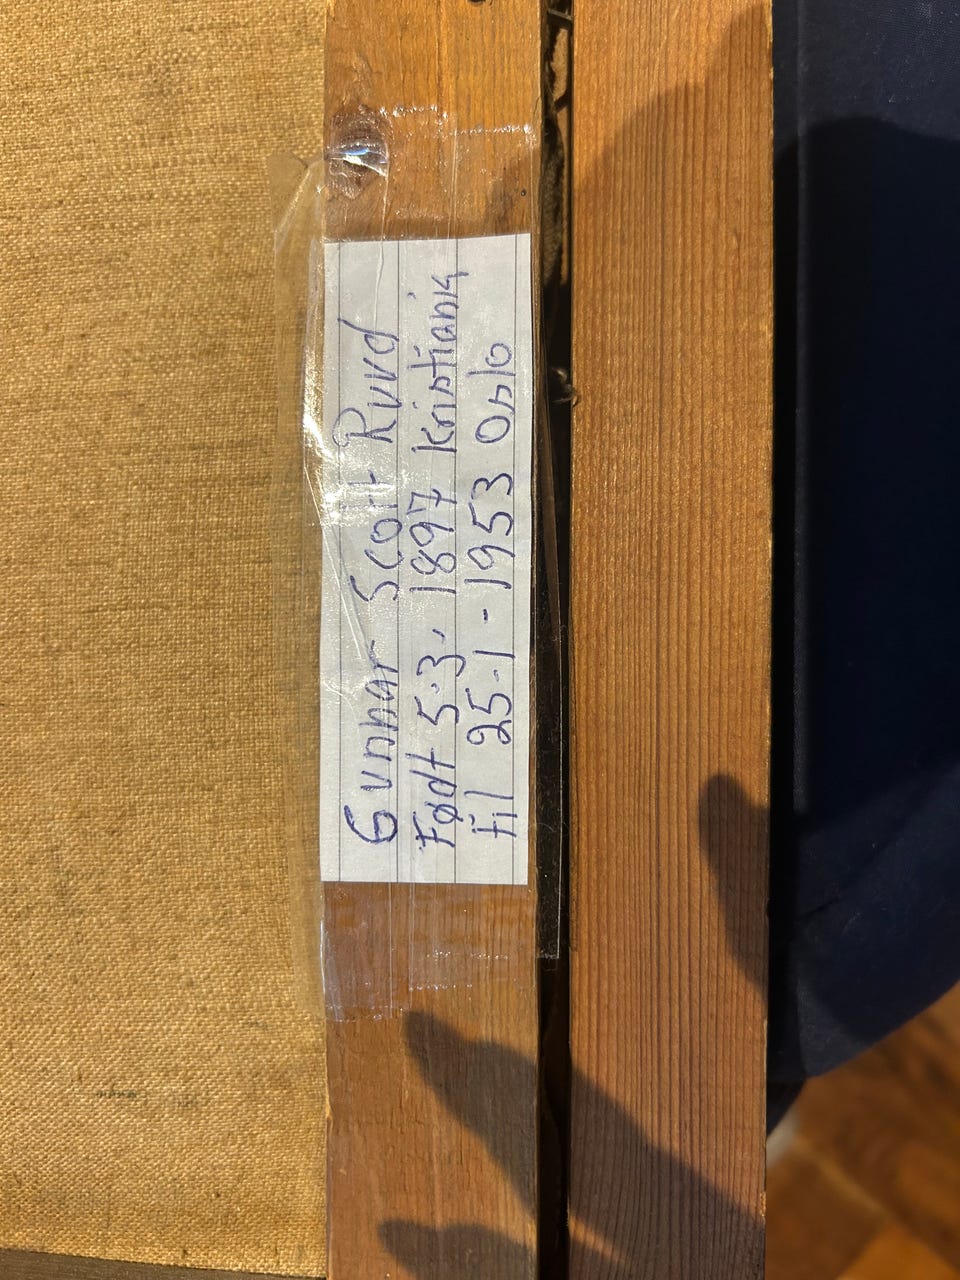 Gunnar Scott Ruud
Født 5.3, 1897 Kristiania
til 25-1-1953 Oslo